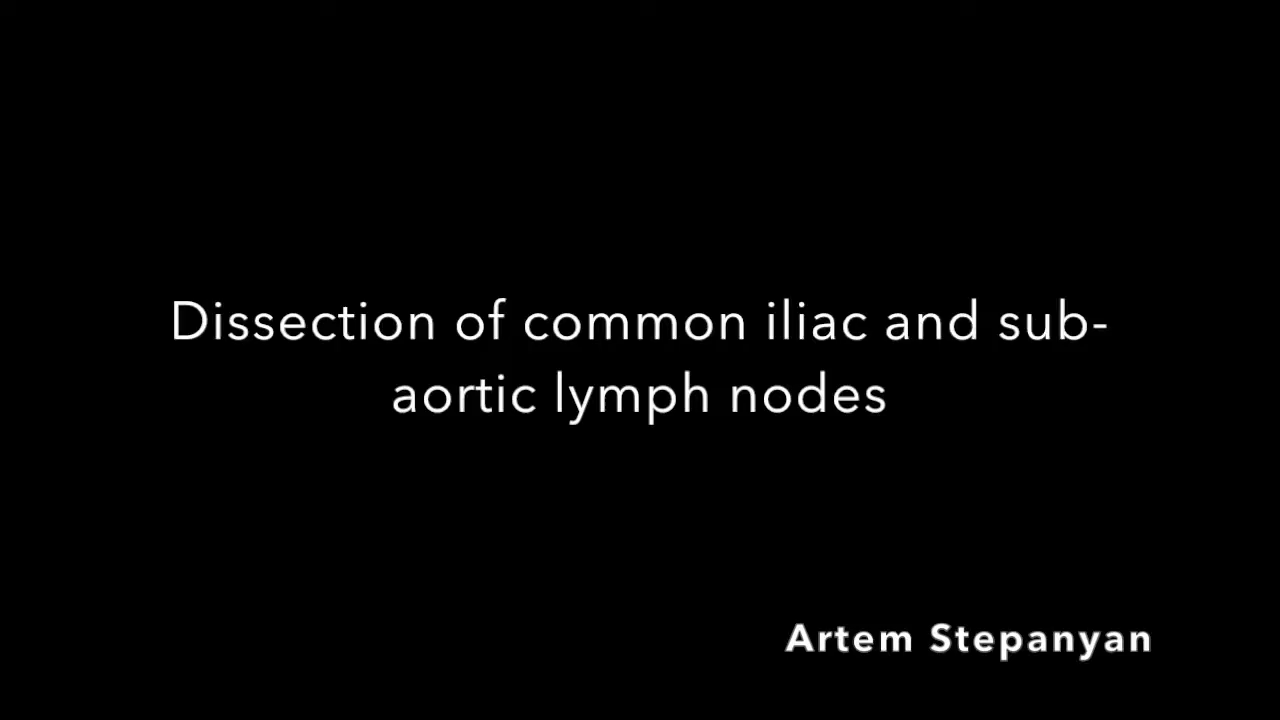 Dissection of common iliac and sub-
aortic lymph nodes
Artem Stepanyan